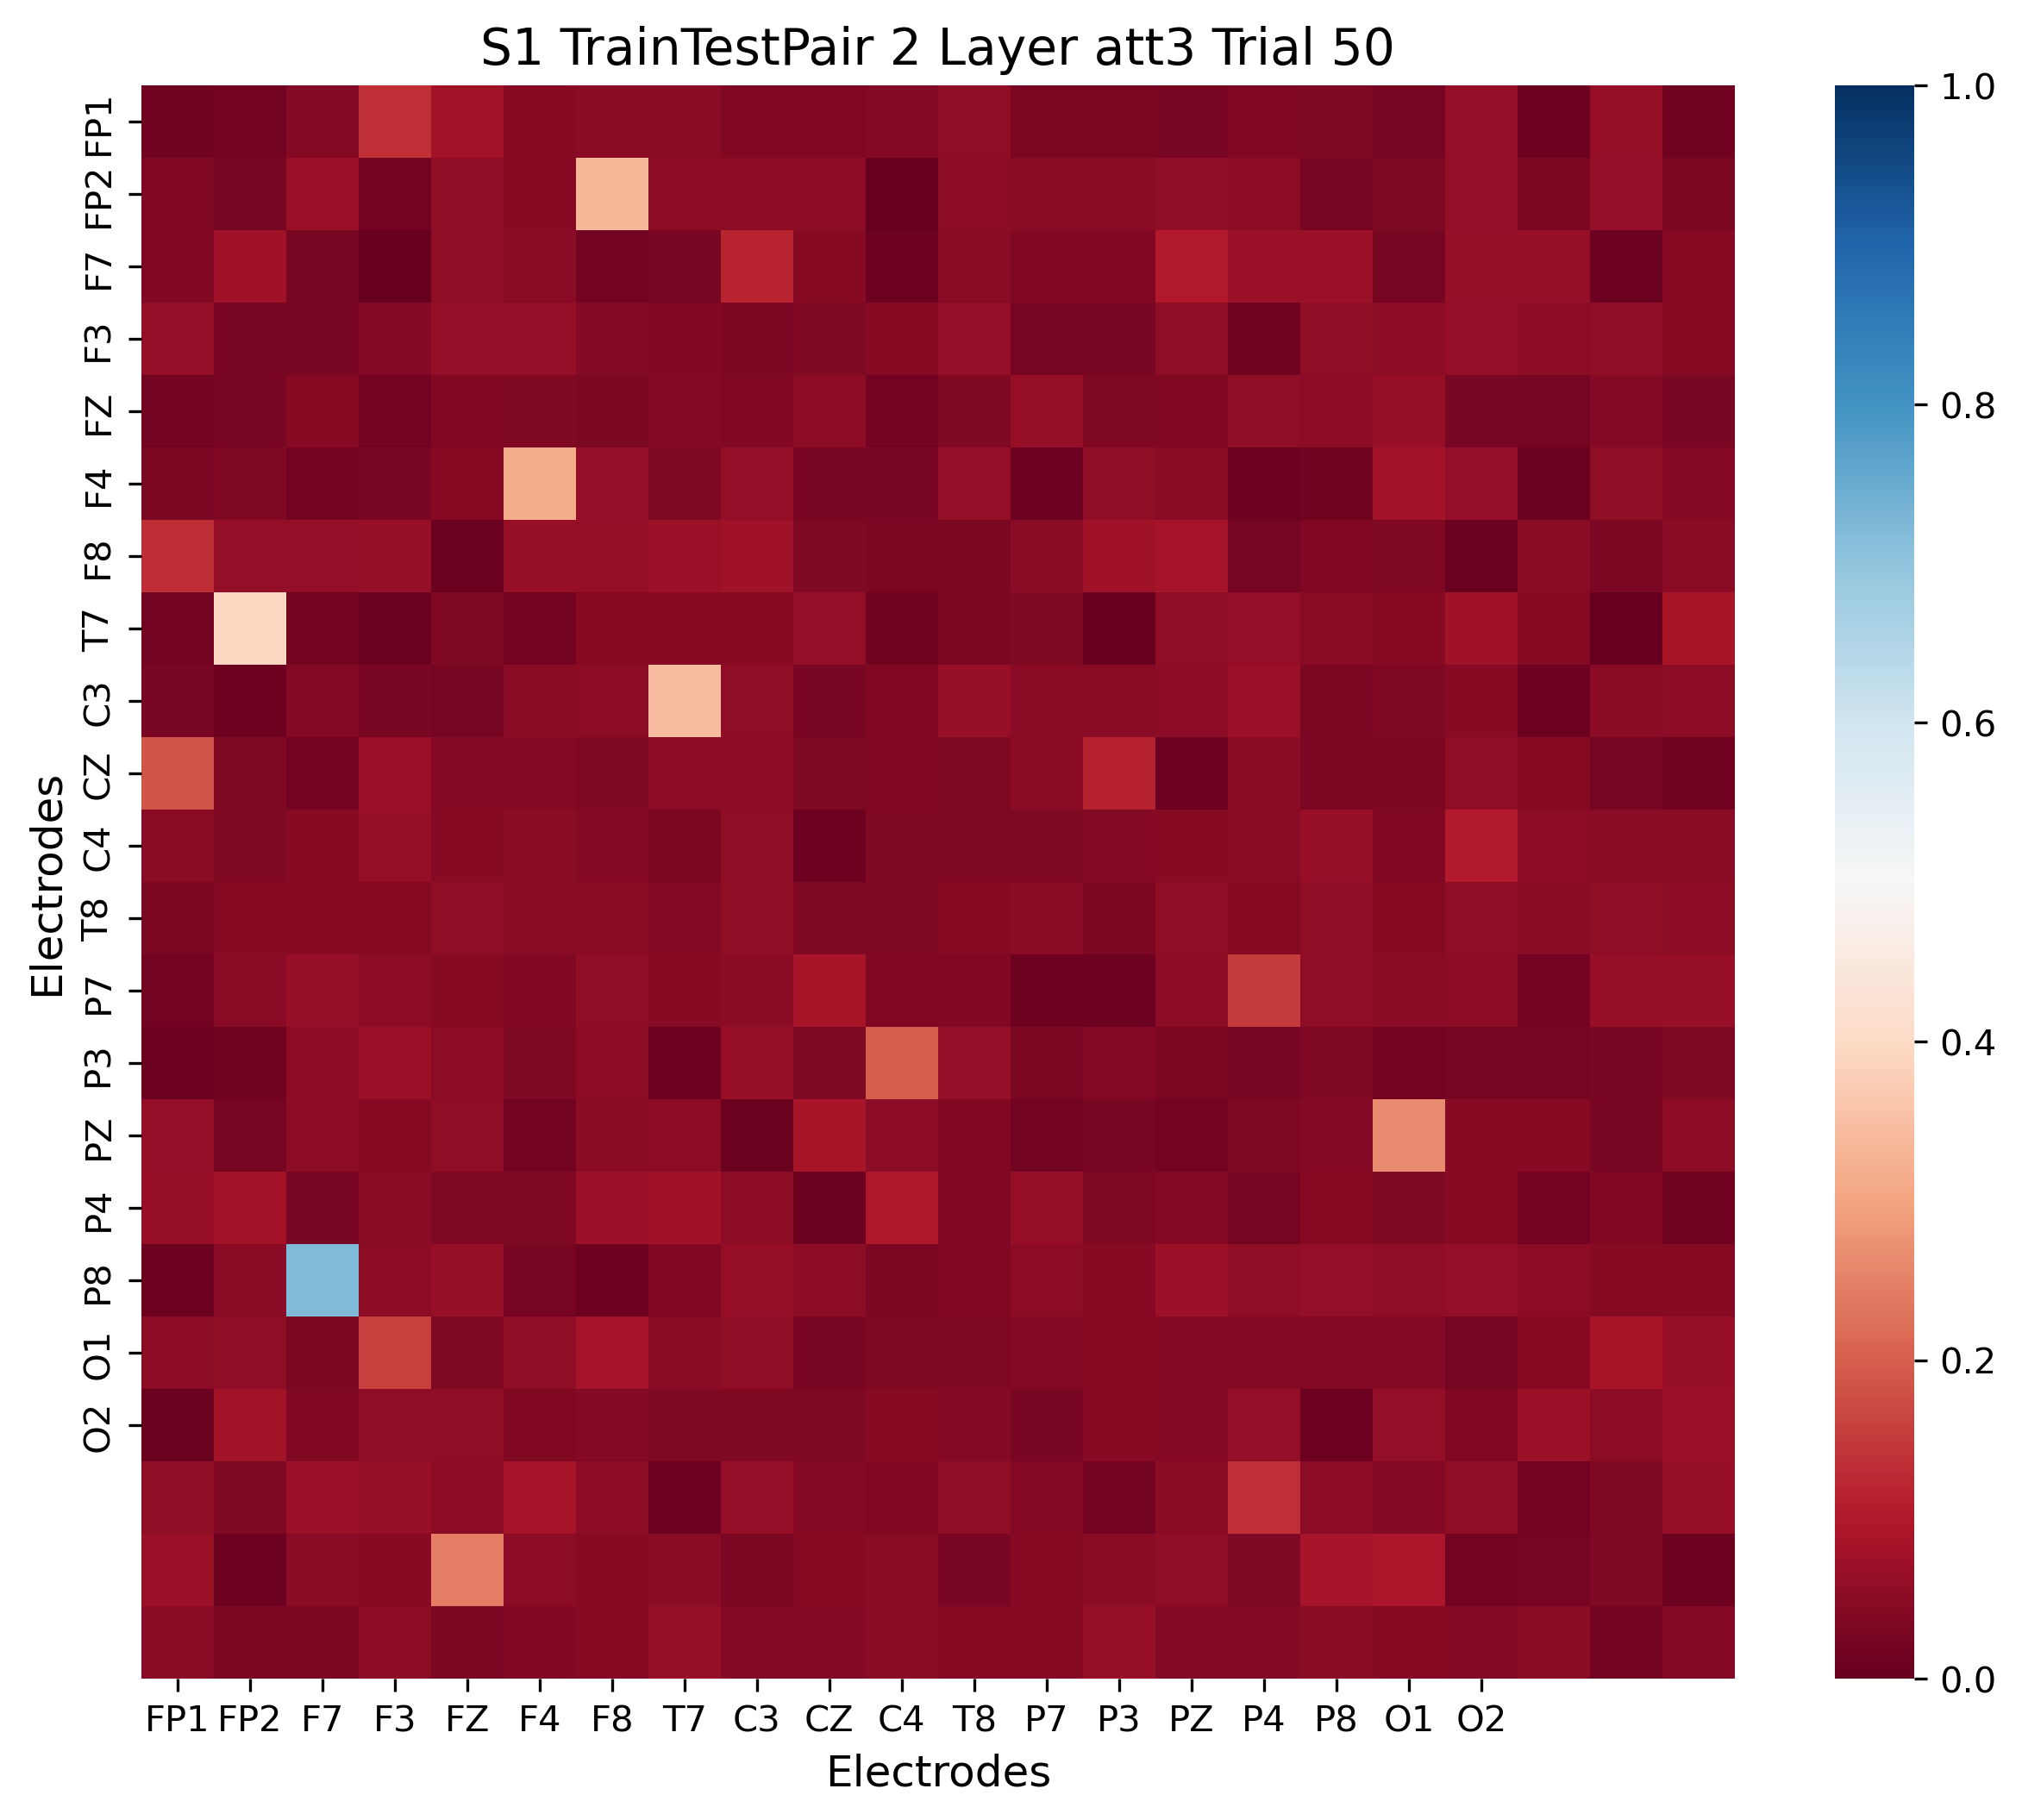 S1 TrainTestPair 2 Layer att3 Trial 50
Electrodes
FP1
FP2
F7
F3
FZ
F4
F8
T7
C3
CZ
C4
T8
P7
P3
PZ
P4
P8
O1
O2
1.0
0.8
0.6
0.4
0.2
0.0
FP1 FP2 F7 F3 FZ F4 F8 T7 C3 CZ C4 T8 P7 P3 PZ P4 P8 O1 O2
Electrodes